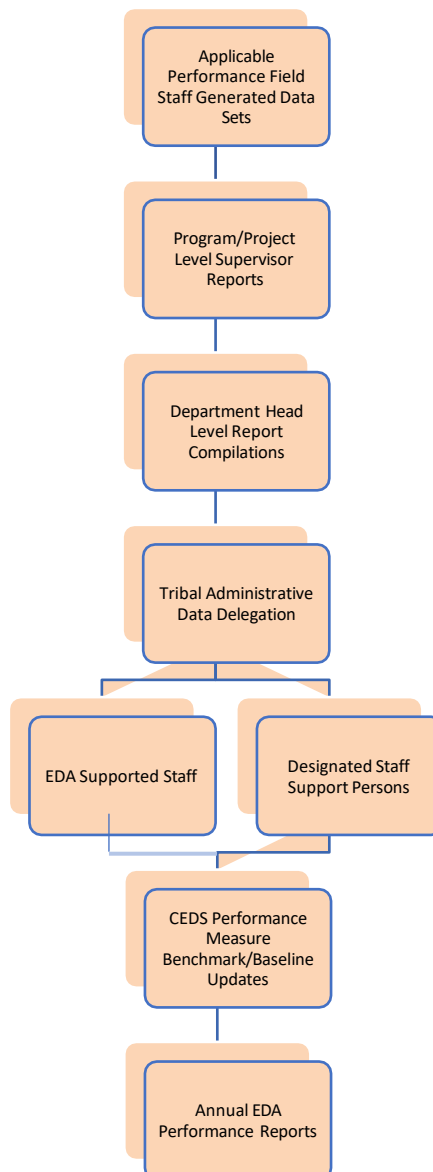 Applicable
Performance Field
Staff Generated Data
Sets
Program/Project
Level Supervisor
Reports
Department Head
Level Report
Compilations
Tribal Administrative
Data Delegation
EDA Supported Staff
Designated Staff
Support Persons
CEDS Performance
Measure
Benchmark/Baseline
Updates
Annual EDA
Performance Reports